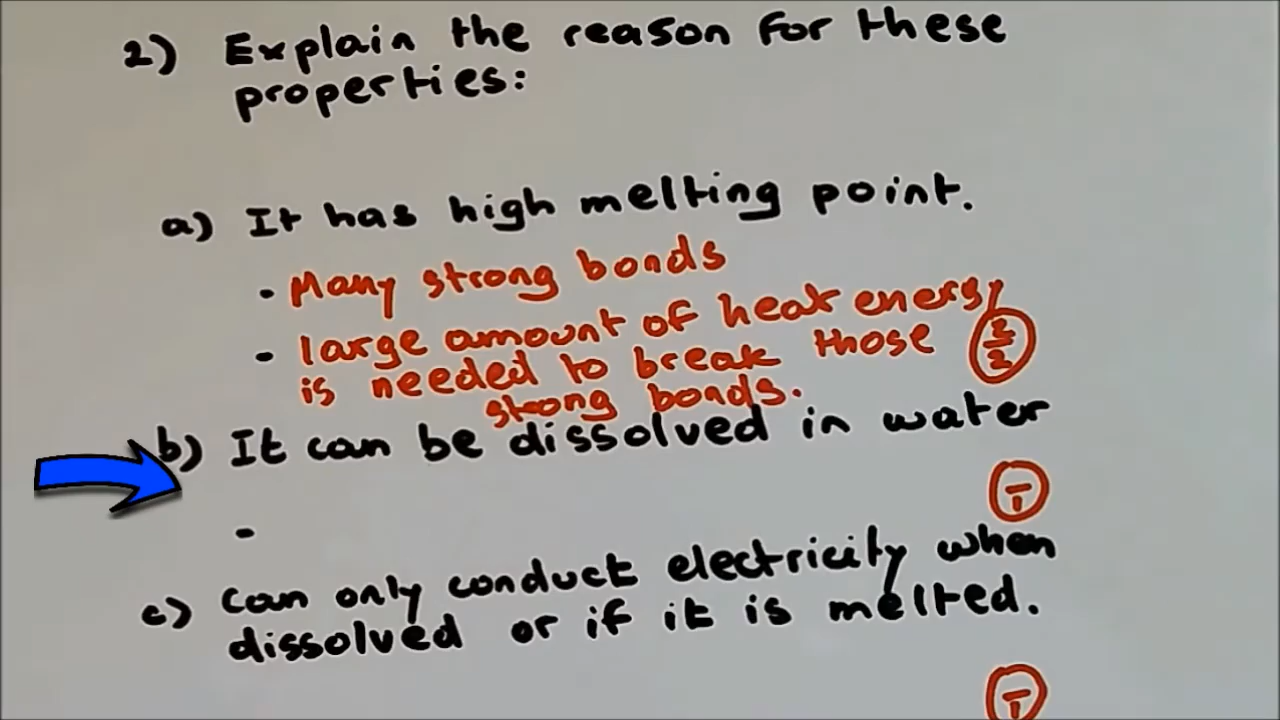 2) Explain the reason for these
properties:
a) It has high melting point.
• Many strong bonds
• large amount of heat energy
is needed to break those 2/2
strong bonds.
b) It can be dissolved in water
-
/1
c) Can only conduct electricity when
dissolved or if it is melted.
/1